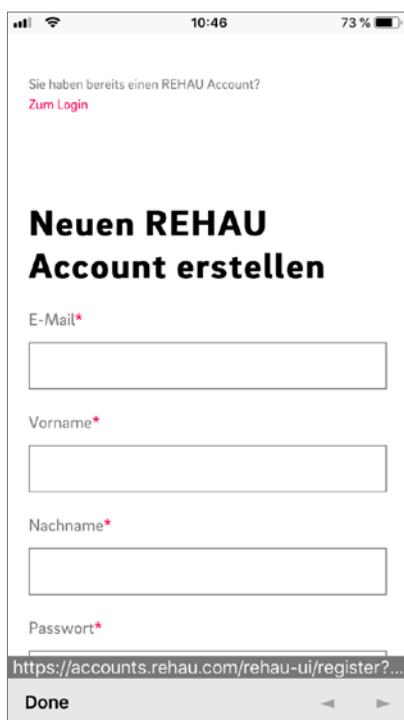 10:46
73 %
Sie haben bereits einen REHAU Account?
Zum Login
Neuen REHAU
Account erstellen
E-Mail*
Vorname*
Nachname*
Passwort*
https://accounts.rehau.com/rehau-ui/register?...
Done